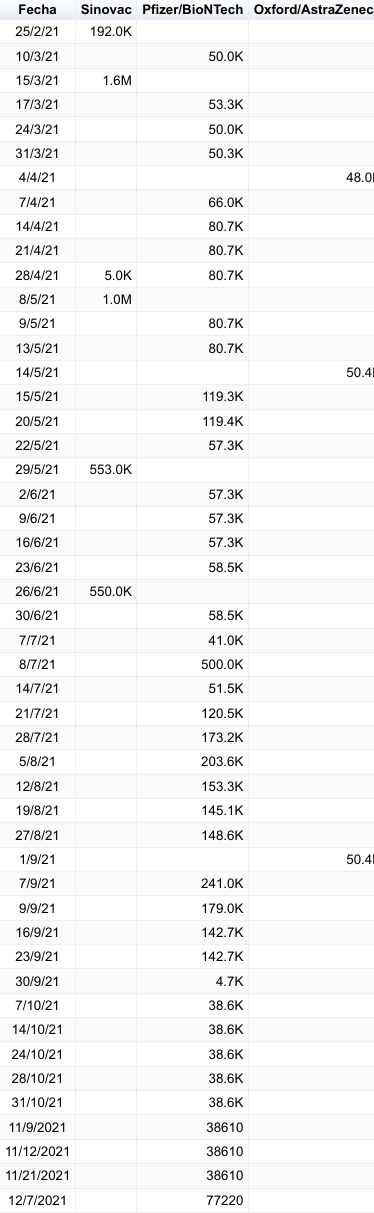 Fecha Sinovac Pfizer/BioNTech Oxford/AstraZenec
25/2/21 192.0K
10/3/21 50.0K
15/3/21 1.6M
17/3/21 53.3K
24/3/21 50.0K
31/3/21 50.3K
4/4/21 48.0
7/4/21 66.0K
14/4/21 80.7K
21/4/21 80.7K
28/4/21 5.0K 80.7K
8/5/21 1.0M
9/5/21 80.7K
13/5/21 80.7K
14/5/21 50.4
15/5/21 119.3K
20/5/21 119.4K
22/5/21 57.3K
29/5/21 553.0K
2/6/21 57.3K
9/6/21 57.3K
16/6/21 57.3K
23/6/21 58.5K
26/6/21 550.0K
30/6/21 58.5K
7/7/21 41.0K
8/7/21 500.0K
14/7/21 51.5K
21/7/21 120.5K
28/7/21 173.2K
5/8/21 203.6K
12/8/21 153.3K
19/8/21 145.1K
27/8/21 148.6K
1/9/21 50.4
7/9/21 241.0K
9/9/21 179.0K
16/9/21 142.7K
23/9/21 142.7K
30/9/21 4.7K
7/10/21 38.6K
14/10/21 38.6K
24/10/21 38.6K
28/10/21 38.6K
31/10/21 38.6K
11/9/2021 38610
11/12/2021 38610
11/21/2021 38610
12/7/2021 77220